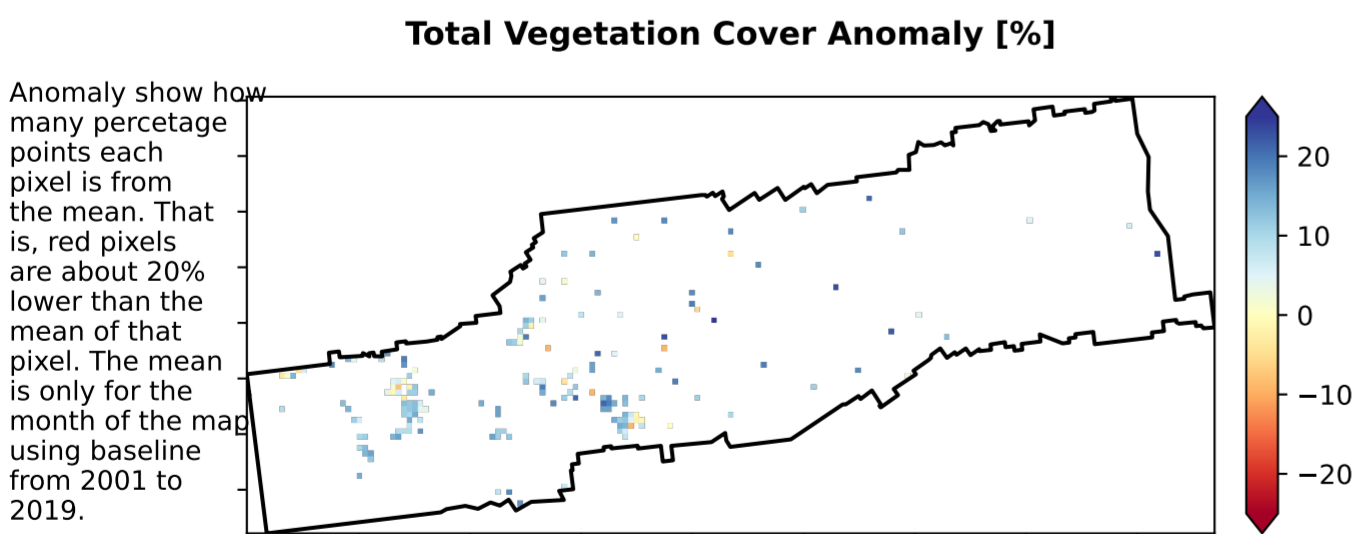 Total Vegetation Cover Anomaly [%]
Anomaly show how
many percetage
points each
pixel is from
the mean. That
is, red pixels
are about 20%
lower than the
mean of that
pixel. The mean
is only for the
month of the map
using baseline
from 2001 to
2019.
20
10
0
−10
−20